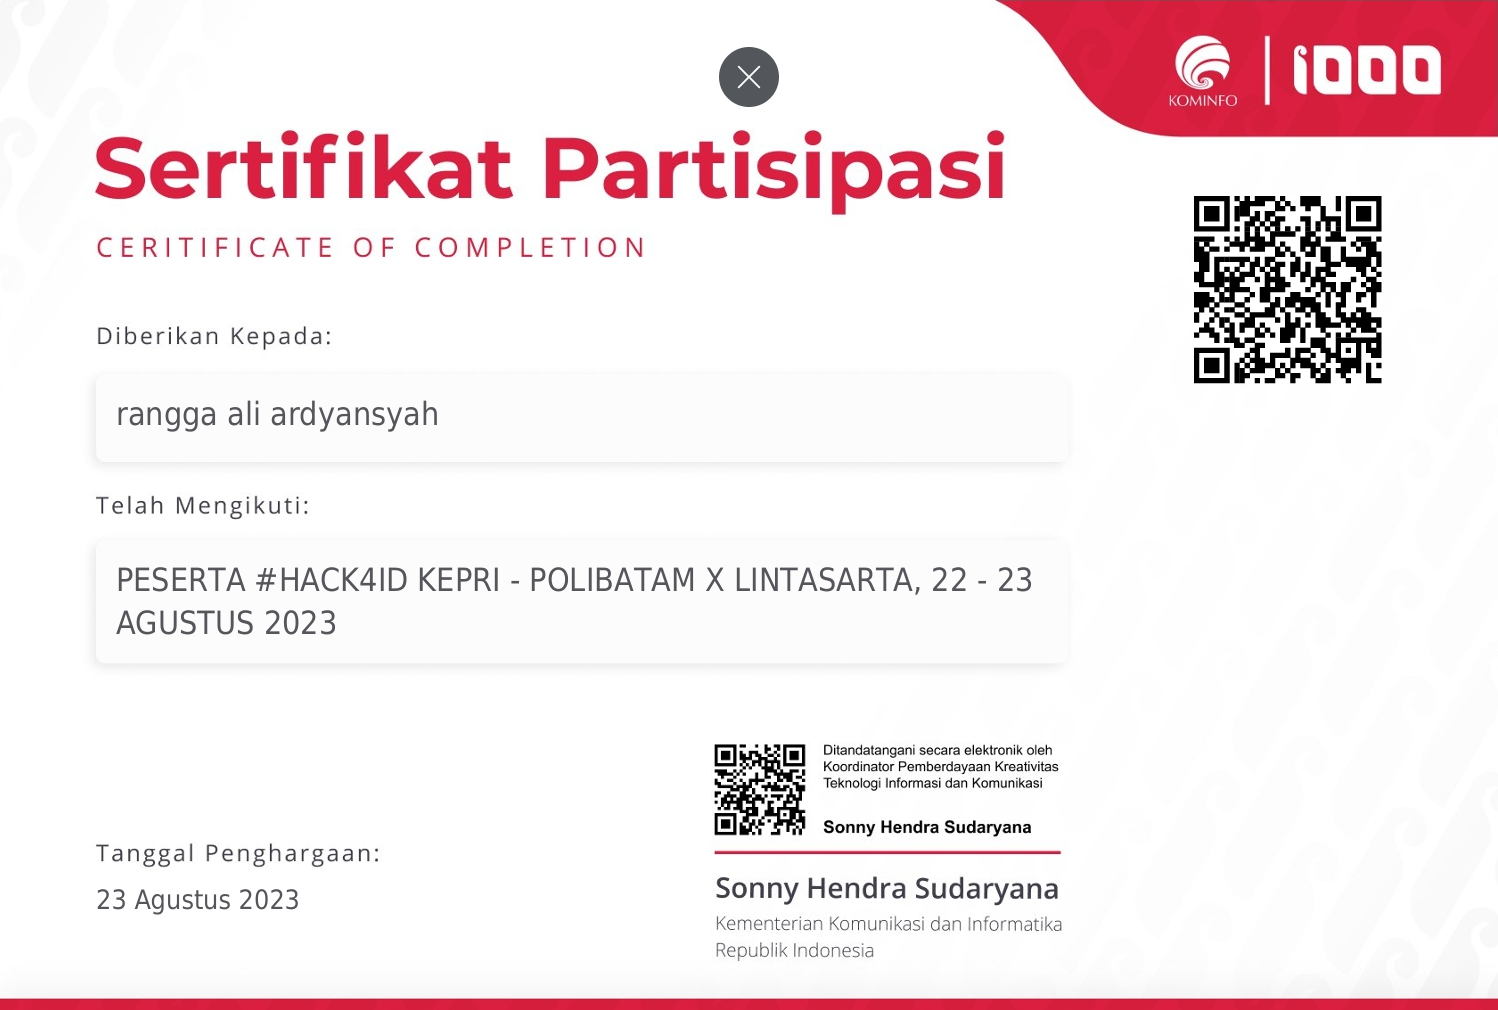 KOMINFO
1000
Sertifikat Partisipasi
CERITIFICATE OF COMPLETION
Diberikan Kepada:
rangga ali ardyansyah
Telah Mengikuti:
PESERTA #HACK4ID KEPRI - POLIBATAM X LINTASARTA, 22 - 23
AGUSTUS 2023
Ditandatangani secara elektronik oleh
Koordinator Pemberdayaan Kreativitas
Teknologi Informasi dan Komunikasi
Sonny Hendra Sudaryana
Tanggal Penghargaan:
23 Agustus 2023
Sonny Hendra Sudaryana
Kementerian Komunikasi dan Informatika
Republik Indonesia